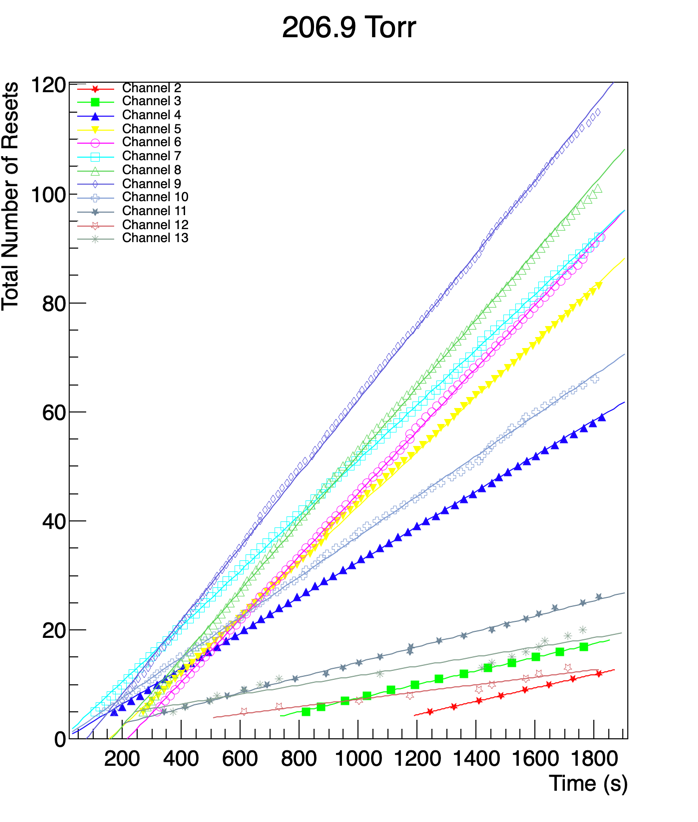 206.9 Torr
Total Number of Resets
120
100
80
60
40
20
0
Channel 2
Channel 3
Channel 4
Channel 5
Channel 6
Channel 7
Channel 8
Channel 9
Channel 10
Channel 11
Channel 12
Channel 13
200 400 600 800 1000 1200 1400 1600 1800
Time (s)